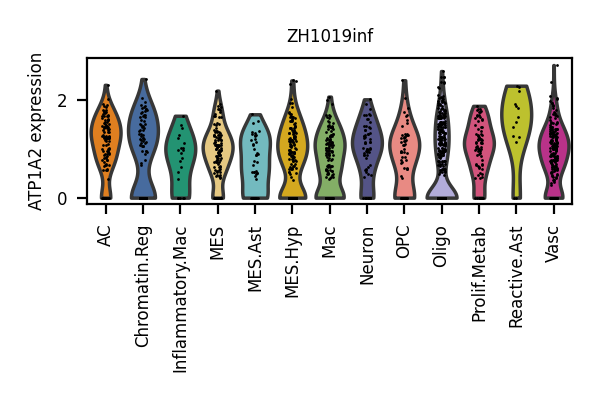 ZH1019inf
ATP1A2 expression
2
0
AC
Chromatin.Reg
Inflammatory.Mac
MES
MES.Ast
MES.Hyp
Mac
Neuron
OPC
Oligo
Prolif.Metab
Reactive.Ast
Vasc